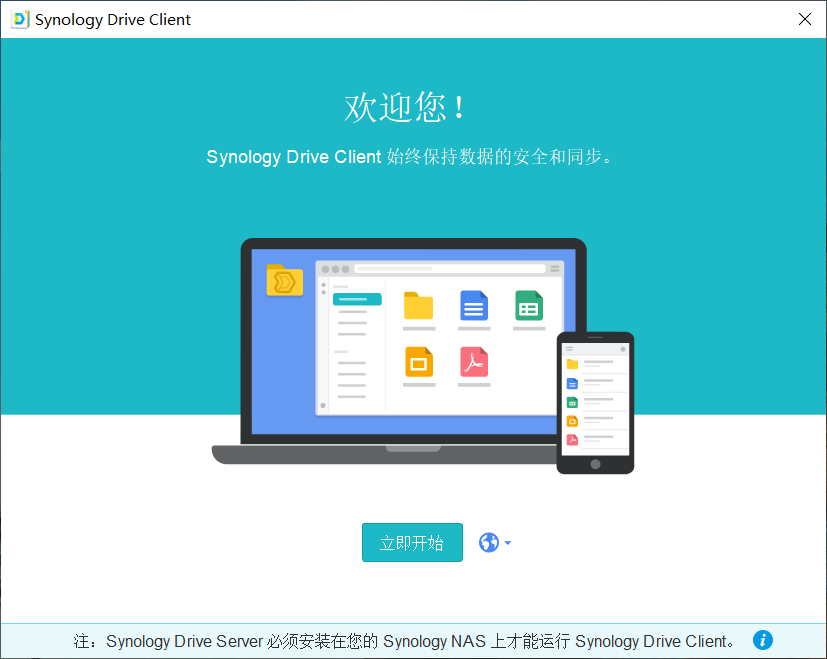 Synology Drive Client
欢迎您！
Synology Drive Client 始终保持数据的安全和同步。
立即开始
注：Synology Drive Server 必须安装在您的 Synology NAS 上才能运行 Synology Drive Client。